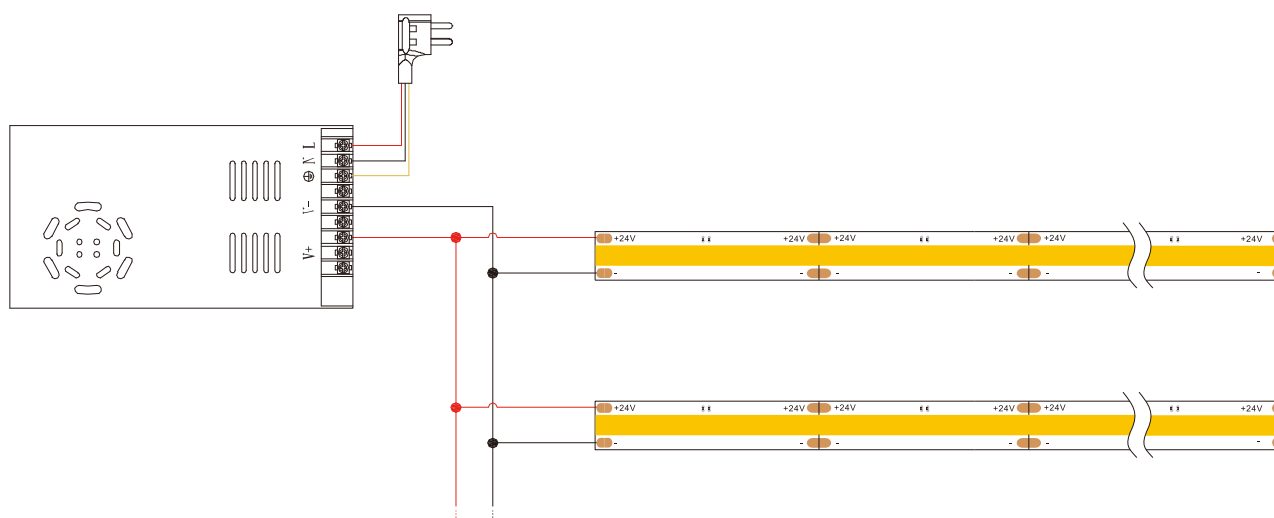 L
N
V-
V+
+24V +24V +24V +24V +24V +24V
- - - - - -
+24V +24V +24V +24V +24V +24V
- - - - - -